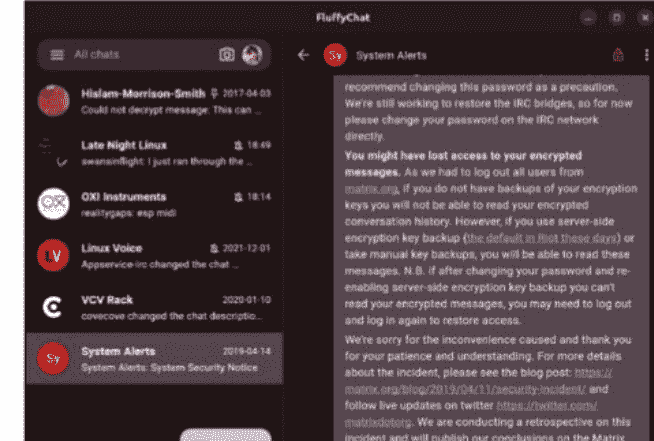 FluffyChat
All chats
Hislam-Morrison-Smith 2017-04-03
Could not decrypt message: This can ...
Late Night Linux 18:49
swansinflight: I just ran through the ...
OXI Instruments 18:14
realitygaps: esp midi
LV
Linux Voice 2021-12-01
Appservice-irc changed the chat ...
VCV Rack 2020-01-10
covecove changed the chat descriptio...
Sy
System Alerts 2019-04-14
System Alerts: System Security Notice
Sy
System Alerts
recommend changing this password as a precaution.
We're still working to restore the IRC bridges, so for now
please change your password on the IRC network
directly.
You might have lost access to your encrypted
messages. As we had to log out all users from
matrix.org, if you do not have backups of your encryption
keys you will not be able to read your encrypted
conversation history. However, if you use server-side
encryption key backup (the default in Riot these days) or
take manual key backups, you will be able to read these
messages. N.B. if after changing your password and re-
enabling server-side encryption key backup you can't
read your encrypted messages, you may need to log out
and log in again to restore access.
We're sorry for the inconvenience caused and thank you
for your patience and understanding. For more details
about the incident, please see the blog post: https://
matrix.org/blog/2019/04/11/security-incident/ and
follow live updates on twitter https://twitter.com/
matrixdotorg. We are conducting a retrospective on this
incident and will publish our conclusions on the Matrix